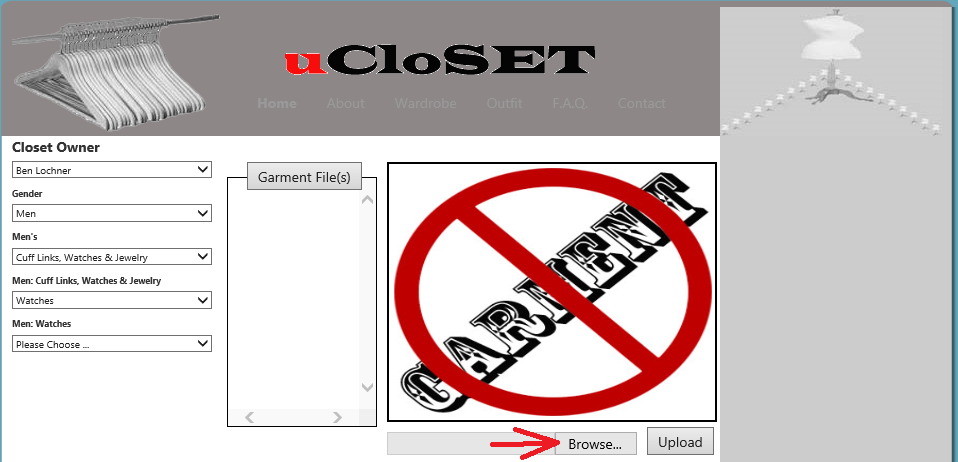 uCloSET
Home About Wardrobe Outfit F.A.Q. Contact
Closet Owner
Ben Lochner
Gender
Men
Men's
Cuff Links, Watches & Jewelry
Men: Cuff Links, Watches & Jewelry
Watches
Men: Watches
Please Choose ...
Garment File(s)
GARMENT
Browse...
Upload